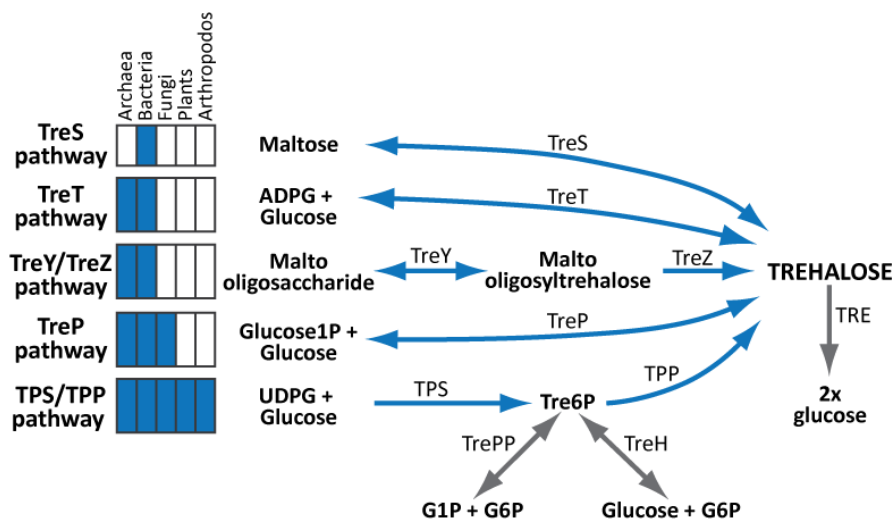 Archaea
Bacteria
Fungi
Plants
Arthropodos
TreS
pathway
Maltose
TreS
TreT
pathway
ADPG +
Glucose
TreT
TreY/TreZ
pathway
Malto
oligosaccharide
TreY
Malto
oligosyltrehalose
TreZ
TREHALOSE
TreP
pathway
Glucose1P +
Glucose
TreP
TRE
TPS/TPP
pathway
UDPG +
Glucose
TPS
Tre6P
TPP
2x
glucose
TrePP
TreH
G1P + G6P
Glucose + G6P